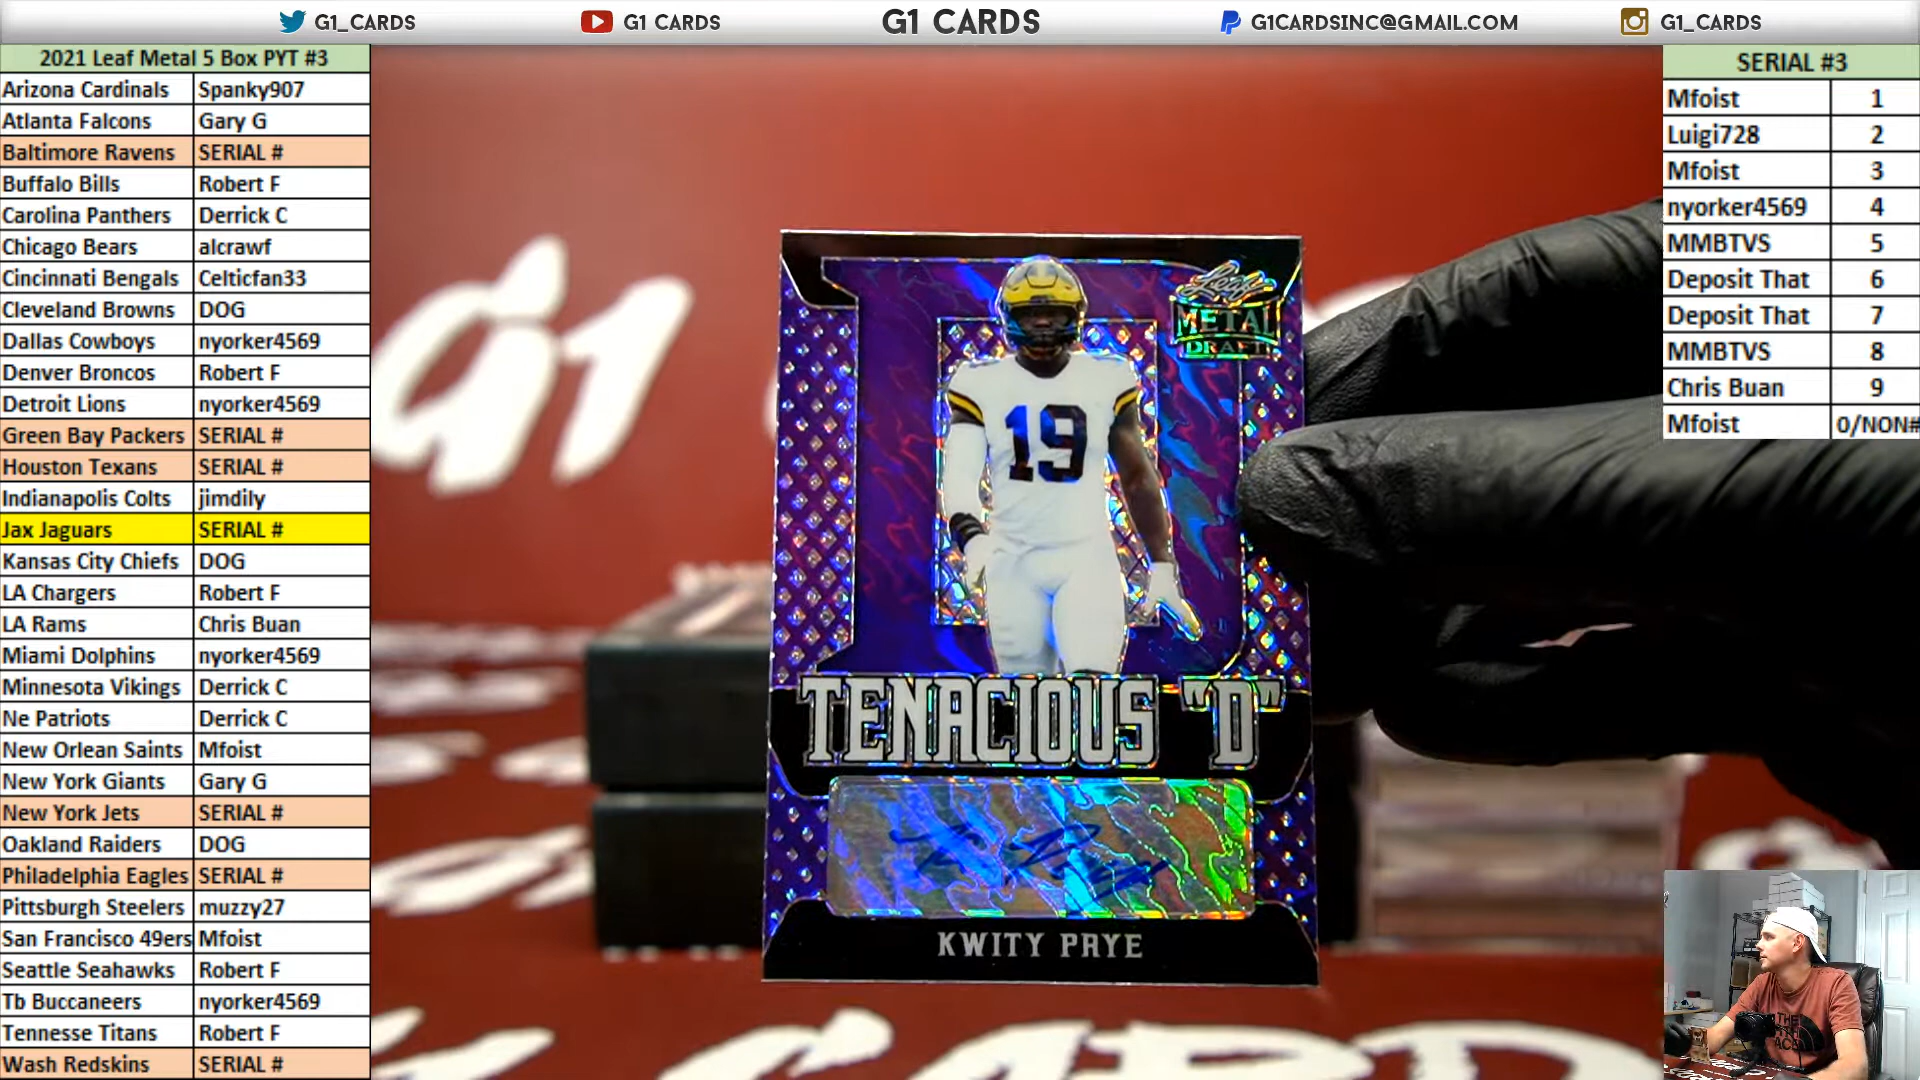 G1_CARDS G1 CARDS G1 CARDS G1CARDSINC@GMAIL.COM G1_CARDS
2021 Leaf Metal 5 Box PYT #3
Arizona Cardinals Spanky907
Atlanta Falcons Gary G
Baltimore Ravens SERIAL #
Buffalo Bills Robert F
Carolina Panthers Derrick C
Chicago Bears alcrawf
Cincinnati Bengals Celticfan33
Cleveland Browns DOG
Dallas Cowboys nyorker4569
Denver Broncos Robert F
Detroit Lions nyorker4569
Green Bay Packers SERIAL #
Houston Texans SERIAL #
Indianapolis Colts jimdily
Jax Jaguars SERIAL #
Kansas City Chiefs DOG
LA Chargers Robert F
LA Rams Chris Buan
Miami Dolphins nyorker4569
Minnesota Vikings Derrick C
Ne Patriots Derrick C
New Orlean Saints Mfoist
New York Giants Gary G
New York Jets SERIAL #
Oakland Raiders DOG
Philadelphia Eagles SERIAL #
Pittsburgh Steelers muzzy27
San Francisco 49ers Mfoist
Seattle Seahawks Robert F
Tb Buccaneers nyorker4569
Tennesse Titans Robert F
Wash Redskins SERIAL #
SERIAL #3
Mfoist 1
Luigi728 2
Mfoist 3
nyorker4569 4
MMBTVS 5
Deposit That 6
Deposit That 7
MMBTVS 8
Chris Buan 9
Mfoist 0/NON#
G1
Leaf
METAL
DRAFT
19
TENACIOUS "D"
KWITY PAYE
THE